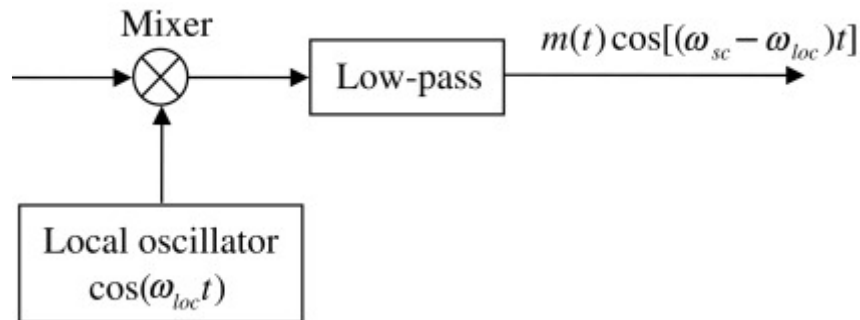 Mixer
m(t) cos[(ω_sc − ω_loc)t]
Low-pass
Local oscillator
cos(ω_loc t)